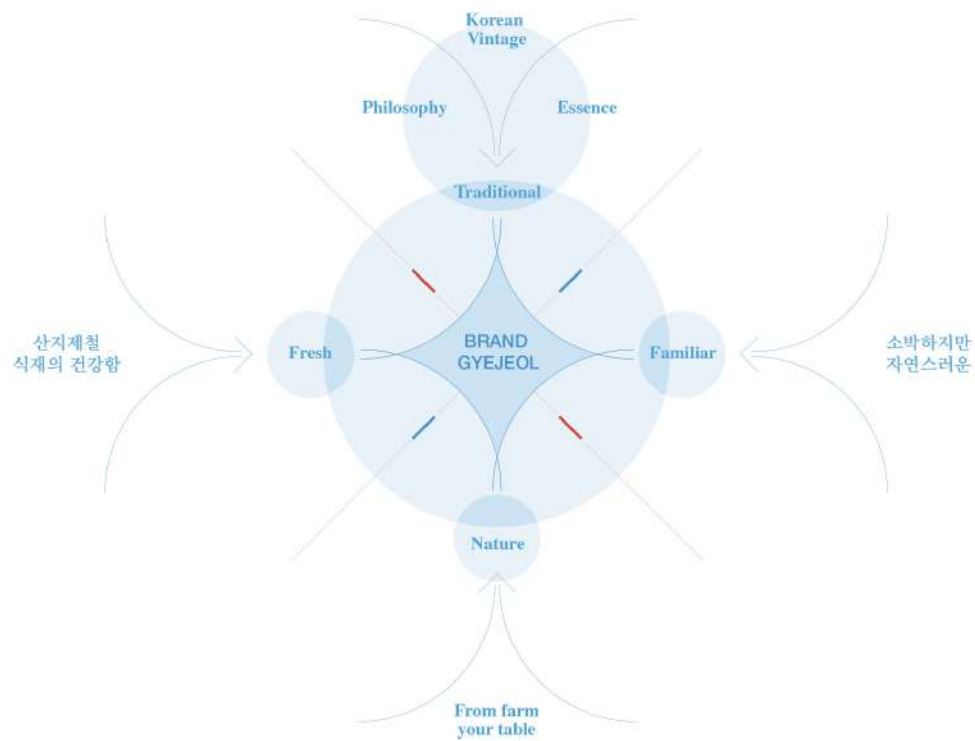 Korean
Vintage
Philosophy
Essence
Traditional
산지제철
식재의 건강함
Fresh
BRAND
GYEJEOL
Familiar
소박하지만
자연스러운
Nature
From farm
your table